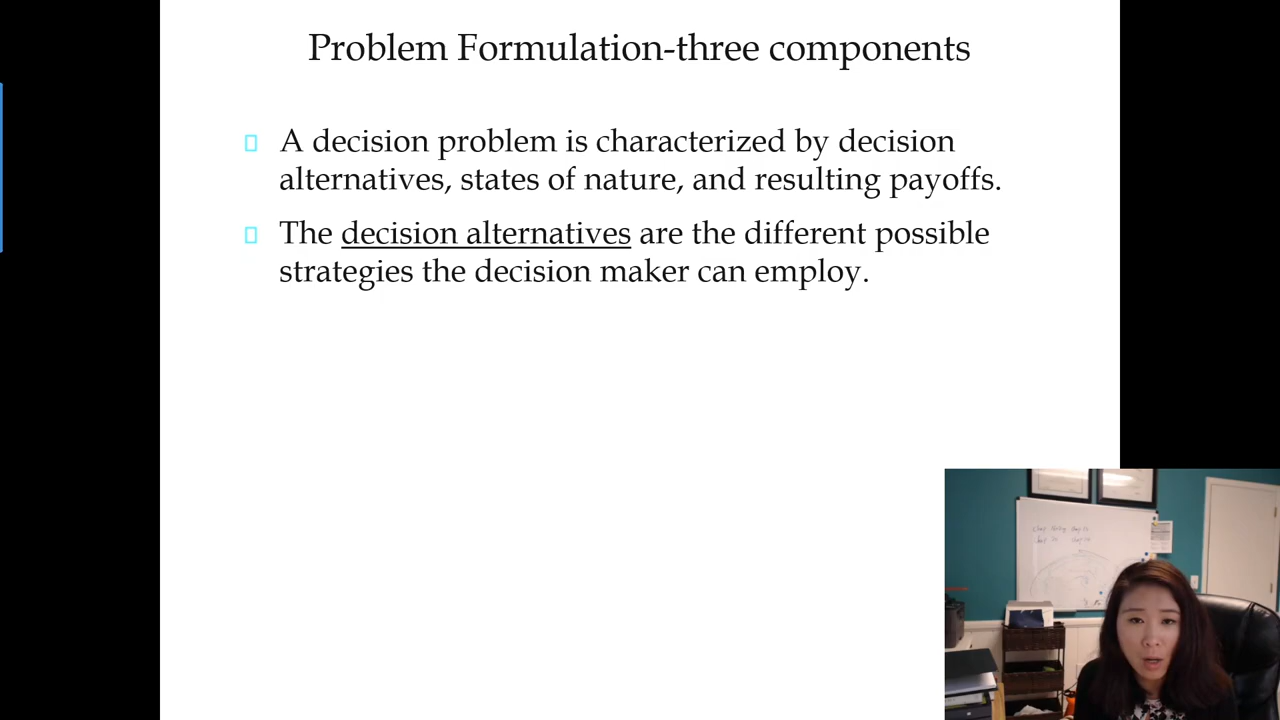 Problem Formulation-three components
A decision problem is characterized by decision
alternatives, states of nature, and resulting payoffs.
The decision alternatives are the different possible
strategies the decision maker can employ.